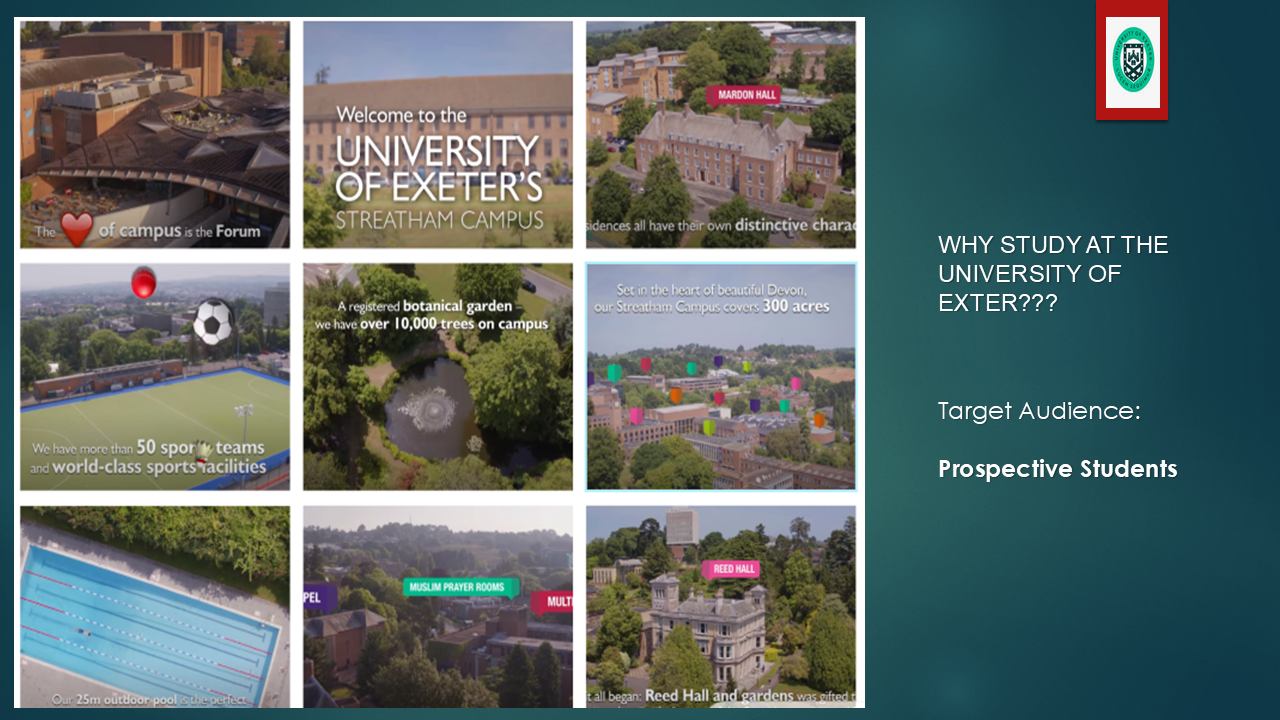 The ❤ of campus is the Forum
Welcome to the
UNIVERSITY
OF EXETER'S
STREATHAM CAMPUS
MARDON HALL
sidences all have their own distinctive charac
We have more than 50 spor teams
and world-class sports facilities
A registered botanical garden
we have over 10,000 trees on campus
Set in the heart of beautiful Devon,
our Streatham Campus covers 300 acres
Our 25m outdoor pool is the perfect
PEL
MUSLIM PRAYER ROOMS
MULTI
REED HALL
t all began: Reed Hall and gardens was gifted t
WHY STUDY AT THE
UNIVERSITY OF
EXTER???
Target Audience:
Prospective Students